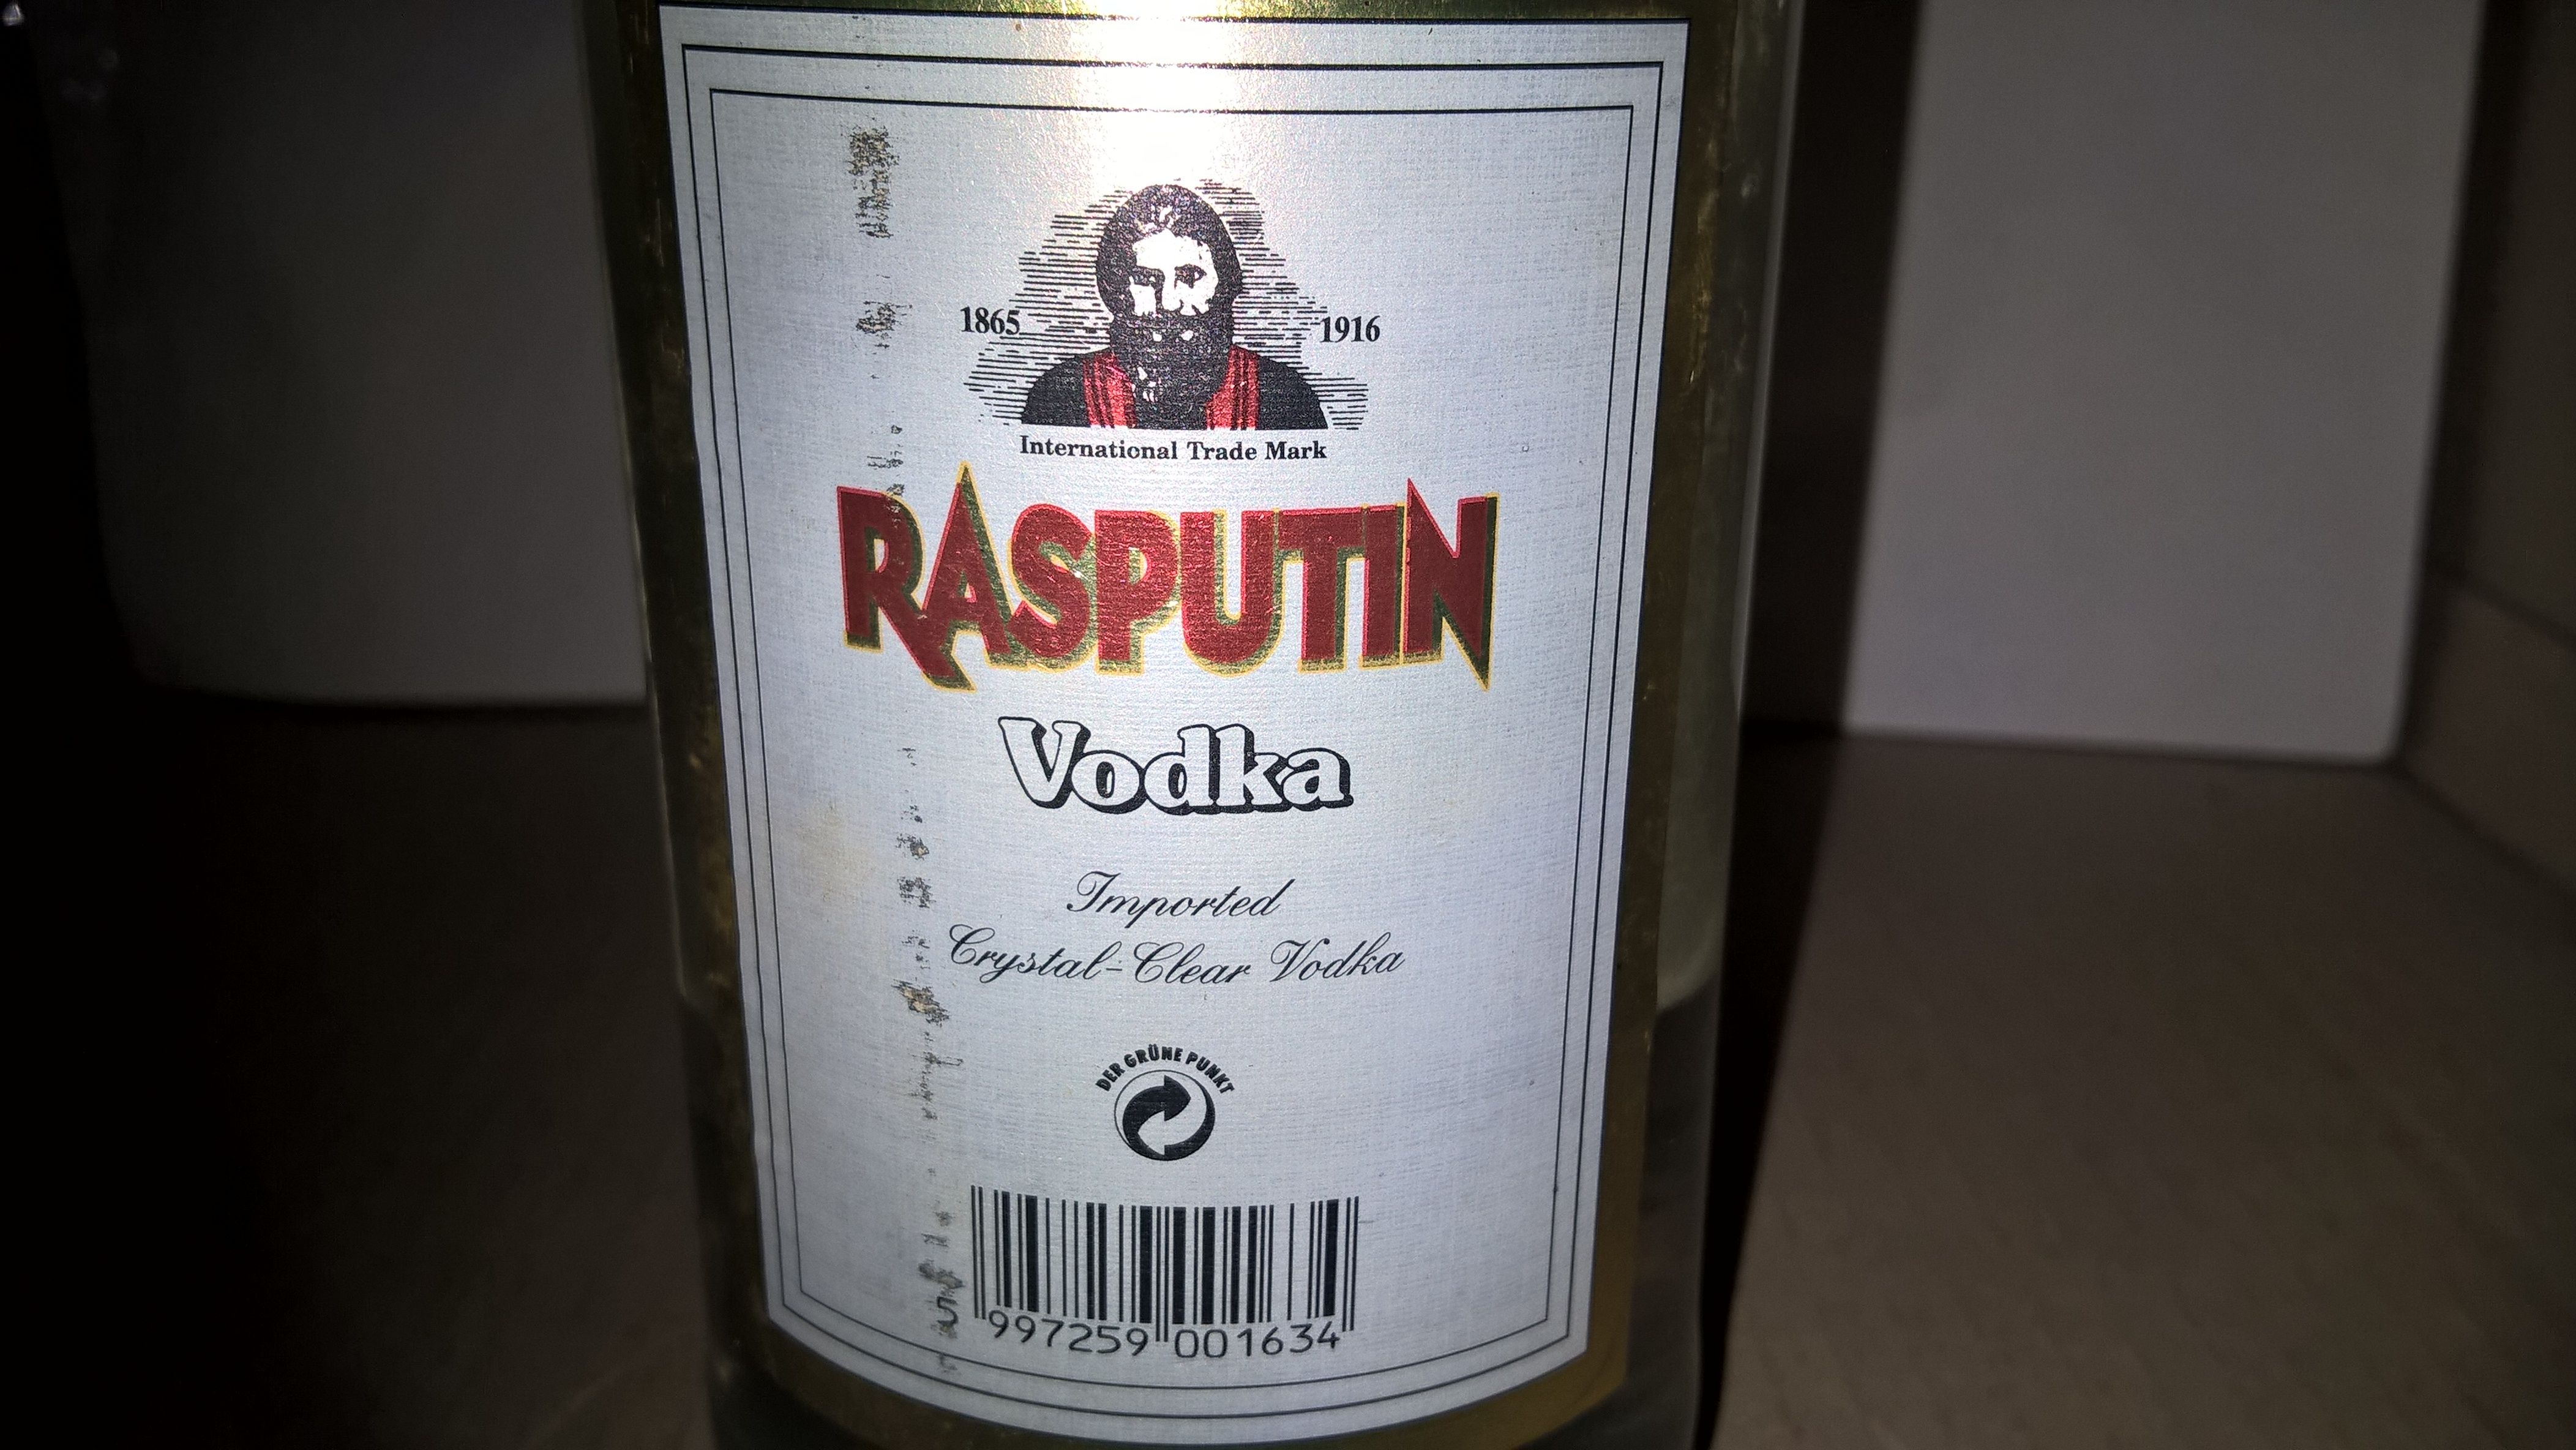 1865 1916
International Trade Mark
RASPUTIN
Vodka
Imported
Crystal-Clear Vodka
DER GRÜNE PUNKT
5 997259 001634